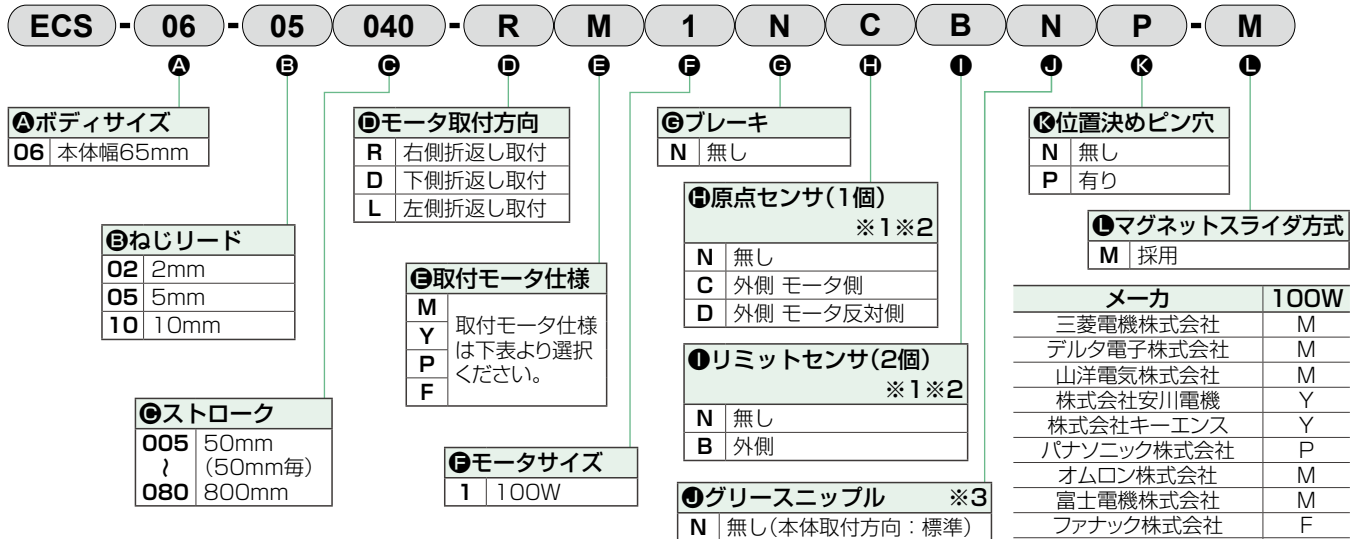 ECS - 06 - 05 040 - R M 1 N C B N P - M
A B C D E F G H I J K L
Aボディサイズ
06 本体幅65mm
Bねじリード
02 2mm
05 5mm
10 10mm
Cストローク
005 50mm
～ (50mm毎)
080 800mm
Dモータ取付方向
R 右側折返し取付
D 下側折返し取付
L 左側折返し取付
E取付モータ仕様
M
Y
P
F
取付モータ仕様
は下表より選択
ください。
Fモータサイズ
1 100W
Gブレーキ
N 無し
H原点センサ(1個)
※1※2
N 無し
C 外側 モータ側
D 外側 モータ反対側
Iリミットセンサ(2個)
※1※2
N 無し
B 外側
Jグリースニップル ※3
N 無し(本体取付方向：標準)
K位置決めピン穴
N 無し
P 有り
Lマグネットスライダ方式
M 採用
メーカ 100W
三菱電機株式会社 M
デルタ電子株式会社 M
山洋電気株式会社 M
株式会社安川電機 Y
株式会社キーエンス Y
パナソニック株式会社 P
オムロン株式会社 M
富士電機株式会社 M
ファナック株式会社 F